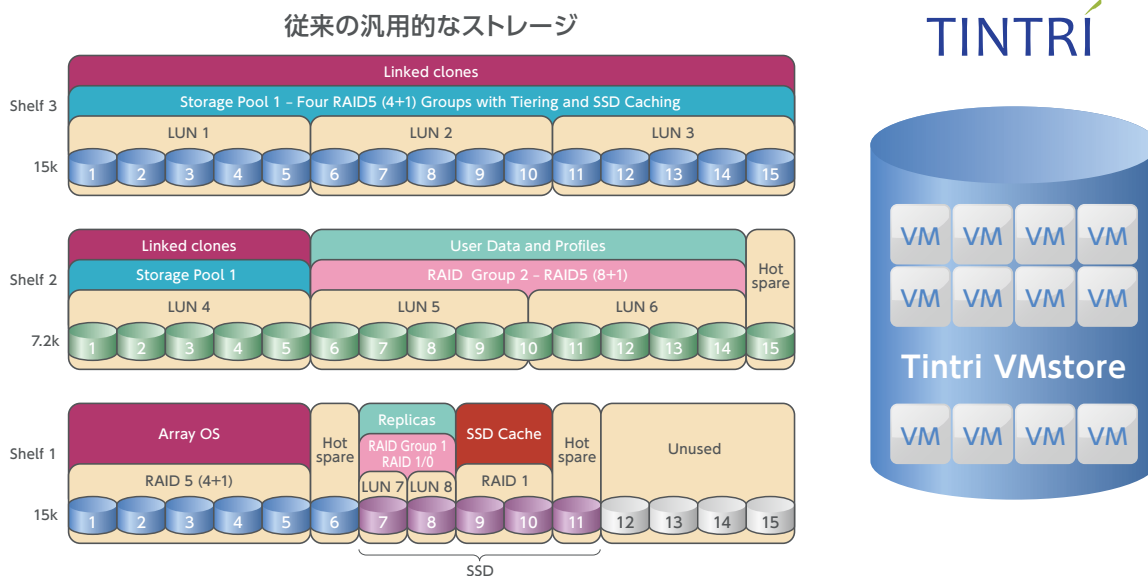 従来の汎用的なストレージ
TINTRÍ
Linked clones
Shelf 3
Storage Pool 1 – Four RAID5 (4+1) Groups with Tiering and SSD Caching
LUN 1 LUN 2 LUN 3
15k
1 2 3 4 5 6 7 8 9 10 11 12 13 14 15
Linked clones User Data and Profiles
Shelf 2
Storage Pool 1 RAID Group 2 – RAID5 (8+1)
Hot
spare
LUN 4 LUN 5 LUN 6
7.2k
1 2 3 4 5 6 7 8 9 10 11 12 13 14 15
Shelf 1
Array OS
Hot
spare
Replicas
RAID Group 1
RAID 1/0
SSD Cache
Hot
spare
Unused
RAID 5 (4+1)
LUN 7 LUN 8
RAID 1
15k
1 2 3 4 5 6 7 8 9 10 11 12 13 14 15
SSD
VM VM VM VM
VM VM VM VM
Tintri VMstore
VM VM VM VM